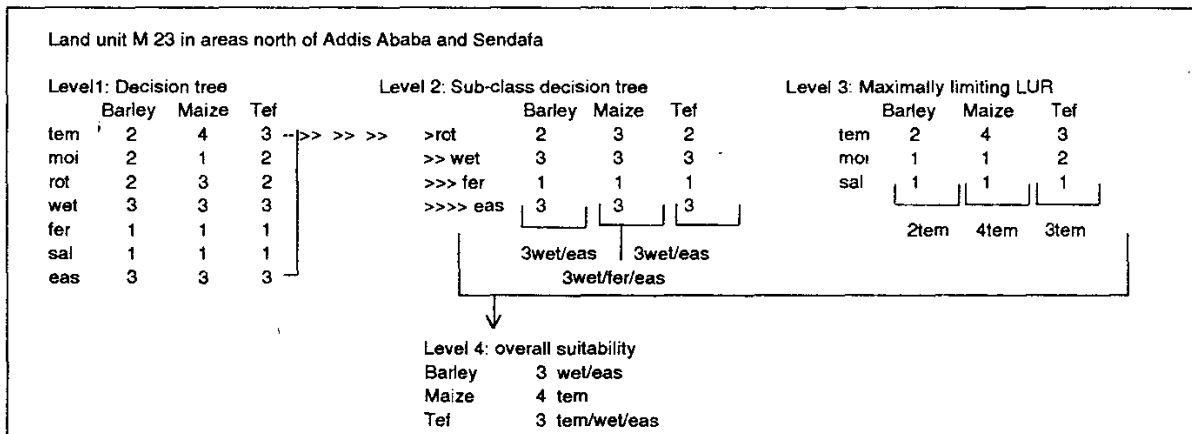 Land unit M 23 in areas north of Addis Ababa and Sendafa
Level1: Decision tree
Barley Maize Tef
tem 2 4 3
moi 2 1 2
rot 2 3 2
wet 3 3 3
fer 1 1 1
sal 1 1 1
eas 3 3 3
-->> >> >>
Level 2: Sub-class decision tree
Barley Maize Tef
>rot 2 3 2
>> wet 3 3 3
>>> fer 1 1 1
>>>> eas 3 3 3
3wet/eas 3wet/eas
3wet/fer/eas
Level 3: Maximally limiting LUR
Barley Maize Tef
tem 2 4 3
moi 1 1 2
sal 1 1 1
2tem 4tem 3tem
Level 4: overall suitability
Barley 3 wet/eas
Maize 4 tem
Tef 3 tem/wet/eas